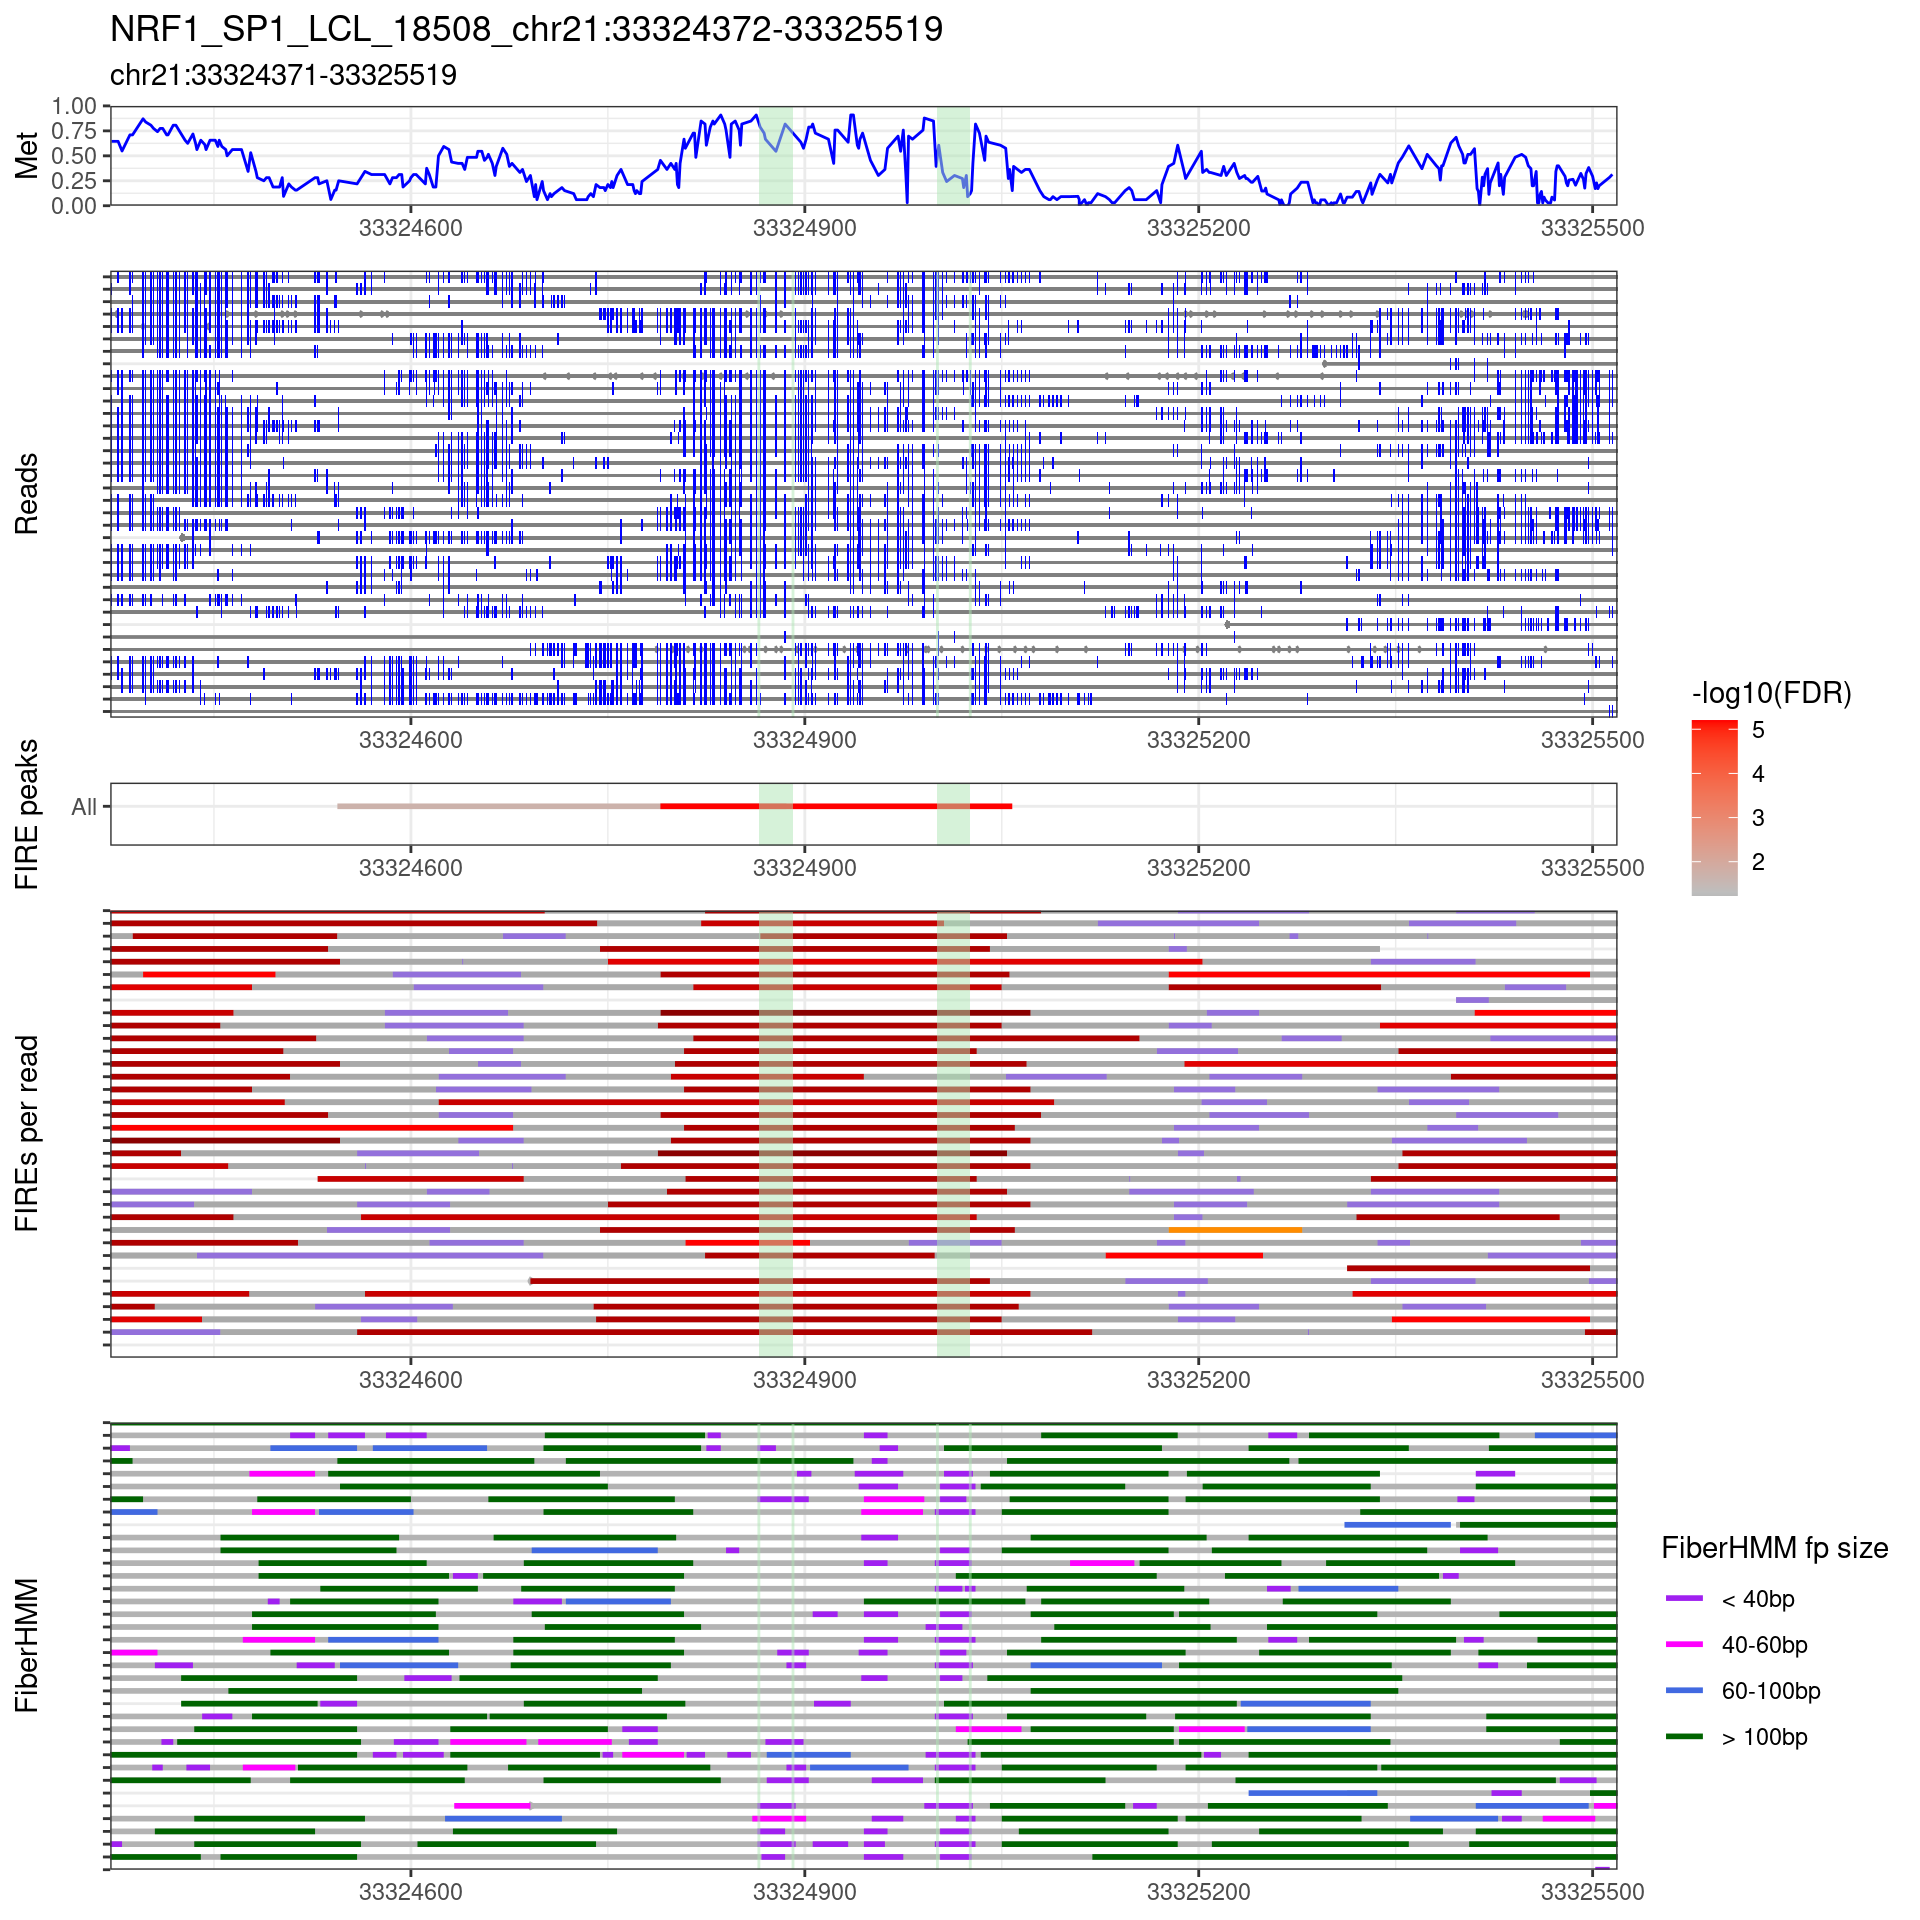 NRF1_SP1_LCL_18508_chr21:33324372-33325519
chr21:33324371-33325519
Met
1.00
0.75
0.50
0.25
0.00
33324600 33324900 33325200 33325500
Reads
33324600 33324900 33325200 33325500
FIRE peaks
All
33324600 33324900 33325200 33325500
-log10(FDR)
5
4
3
2
FIREs per read
33324600 33324900 33325200 33325500
FiberHMM
33324600 33324900 33325200 33325500
FiberHMM fp size
< 40bp
40-60bp
60-100bp
> 100bp